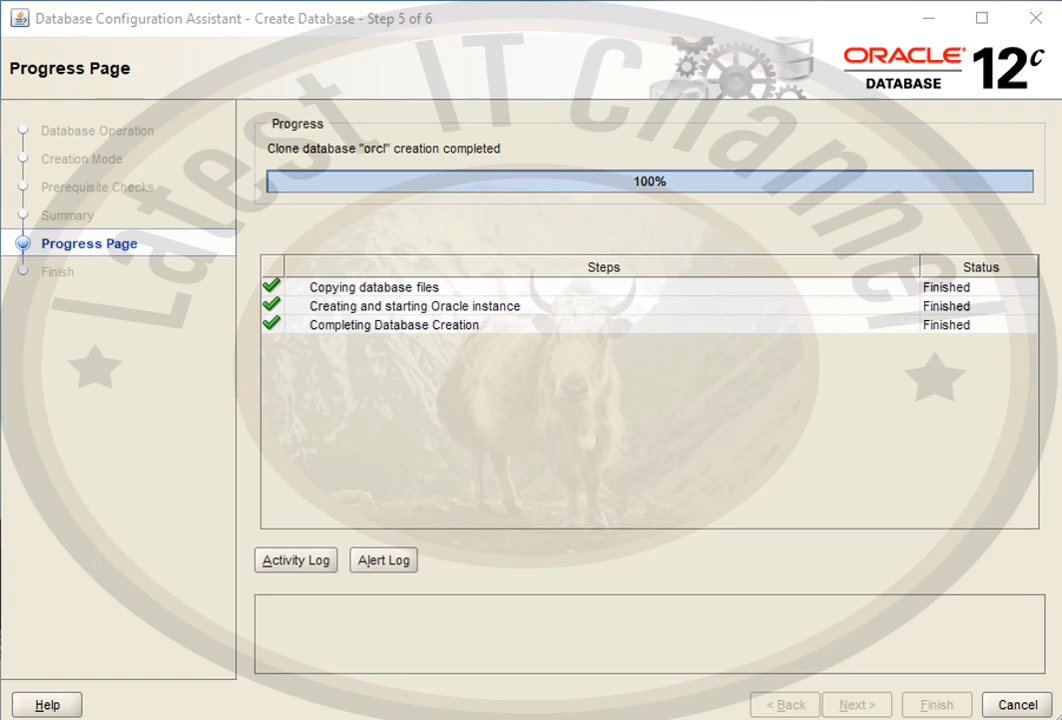 Database Configuration Assistant - Create Database - Step 5 of 6
Progress Page
ORACLE
DATABASE
12c
Latest IT Channel
Database Operation
Creation Mode
Prerequisite Checks
Summary
Progress Page
Finish
Progress
Clone database "orcl" creation completed
100%
Steps Status
Copying database files Finished
Creating and starting Oracle instance Finished
Completing Database Creation Finished
Activity Log Alert Log
Help < Back Next > Finish Cancel